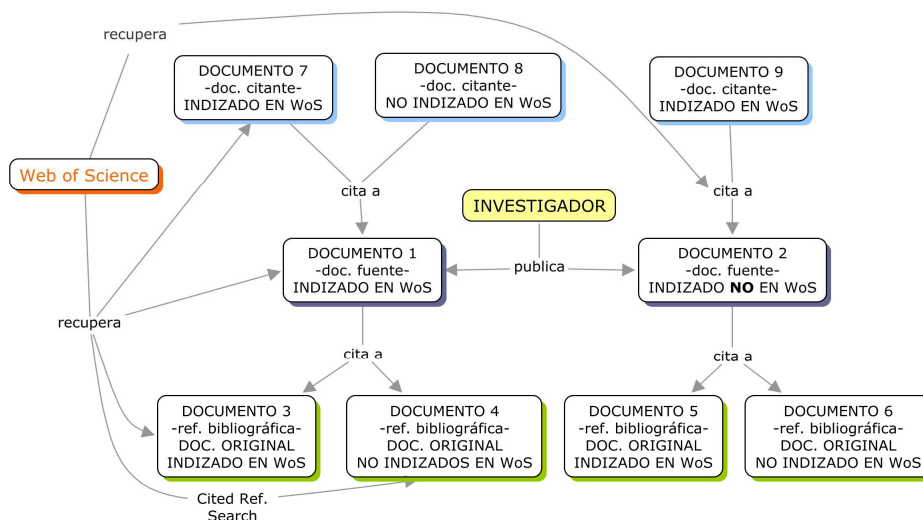 recupera
DOCUMENTO 7
-doc. citante-
INDIZADO EN WoS
DOCUMENTO 8
-doc. citante-
NO INDIZADO EN WoS
DOCUMENTO 9
-doc. citante-
INDIZADO EN WoS
Web of Science
cita a
INVESTIGADOR
cita a
DOCUMENTO 1
-doc. fuente-
INDIZADO EN WoS
publica
DOCUMENTO 2
-doc. fuente-
INDIZADO NO EN WoS
recupera
cita a
cita a
DOCUMENTO 3
-ref. bibliográfica-
DOC. ORIGINAL
INDIZADO EN WoS
DOCUMENTO 4
-ref. bibliográfica-
DOC. ORIGINAL
NO INDIZADOS EN WoS
DOCUMENTO 5
-ref. bibliográfica-
DOC. ORIGINAL
INDIZADO EN WoS
DOCUMENTO 6
-ref. bibliográfica-
DOC. ORIGINAL
NO INDIZADO EN WoS
Cited Ref.
Search